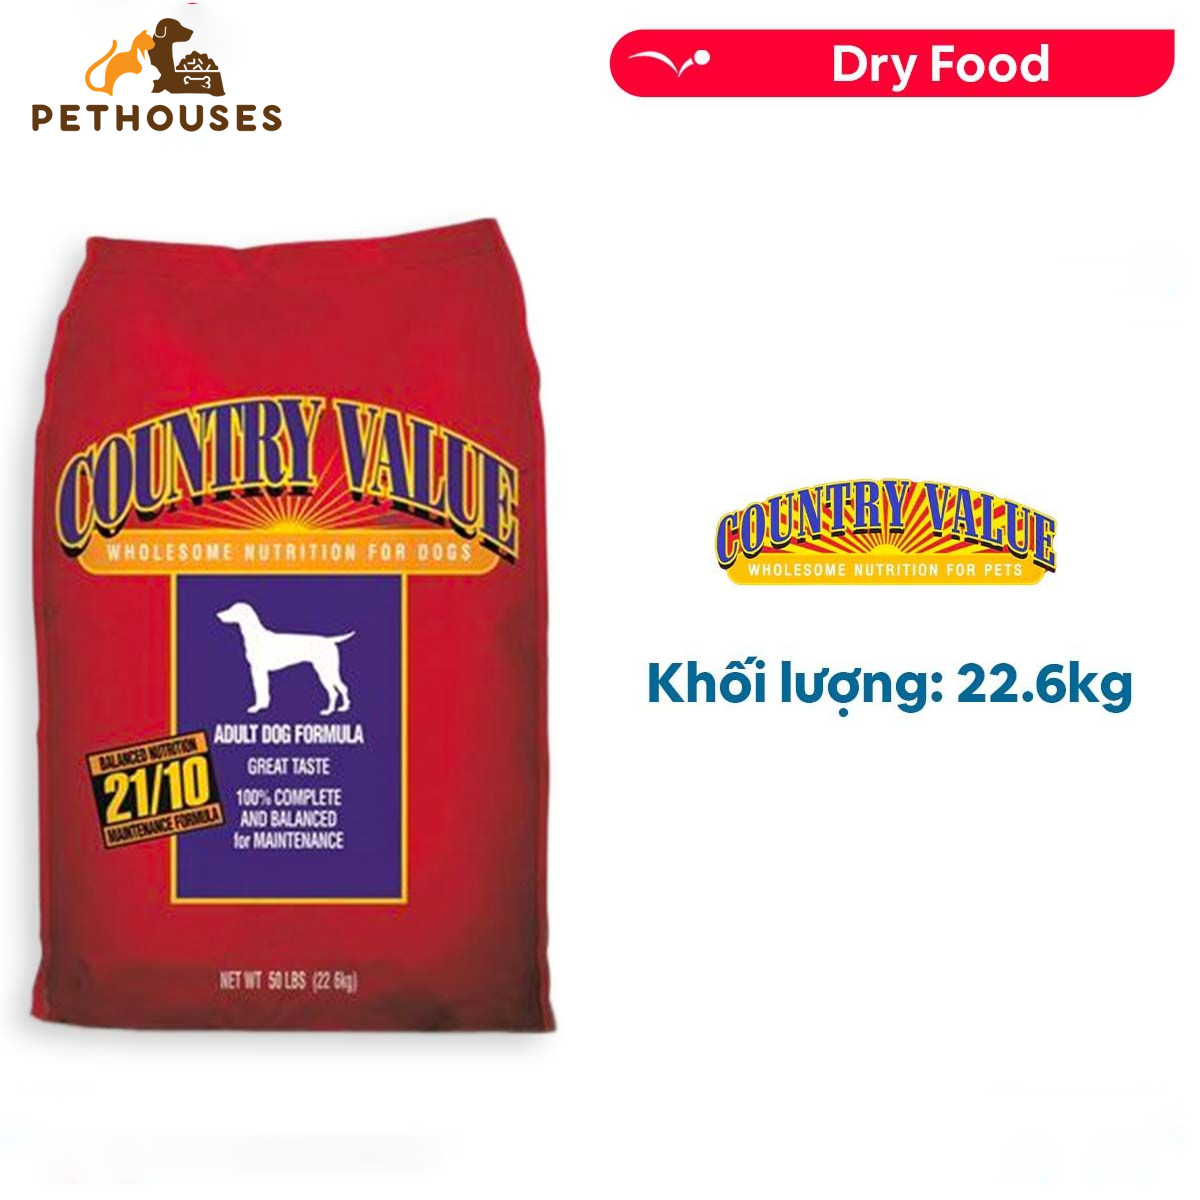 PETHOUSES
Dry Food
COUNTRY VALUE
WHOLESOME NUTRITION FOR DOGS
ADULT DOG FORMULA
GREAT TASTE
100% COMPLETE
AND BALANCED
for MAINTENANCE
BALANCED NUTRITION
21/10
MAINTENANCE FORMULA
NET WT 50 LBS (22 6kg)
COUNTRY VALUE
WHOLESOME NUTRITION FOR PETS
Khối lượng: 22.6kg